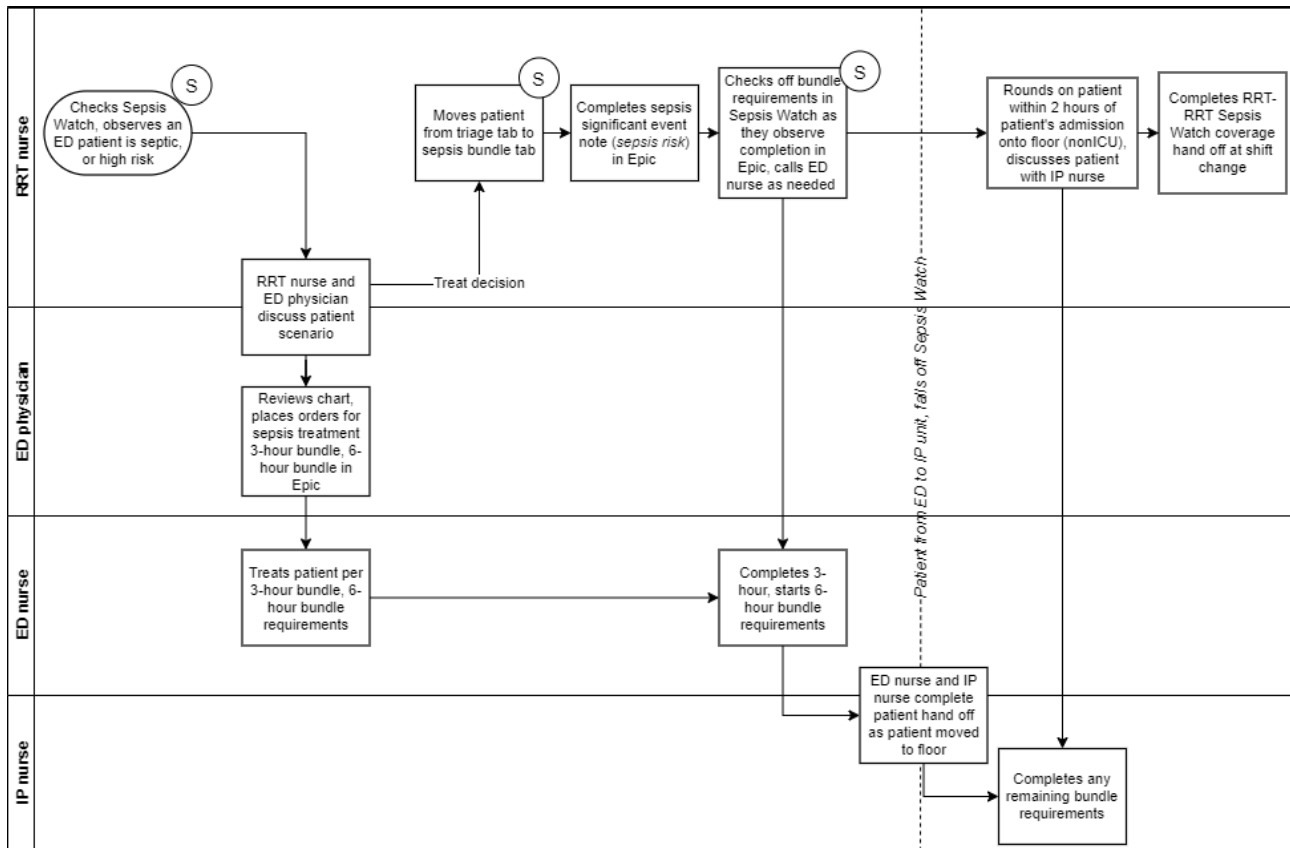 RRT nurse
S
Checks Sepsis
Watch, observes an
ED patient is septic,
or high risk
S
Moves patient
from triage tab to
sepsis bundle tab
Completes sepsis
significant event
note (sepsis risk)
in Epic
S
Checks off bundle
requirements in
Sepsis Watch as
they observe
completion in
Epic, calls ED
nurse as needed
Rounds on patient
within 2 hours of
patient's admission
onto floor (nonICU),
discusses patient
with IP nurse
Completes RRT-
RRT Sepsis
Watch coverage
hand off at shift
change
RRT nurse and
ED physician
discuss patient
scenario
Treat decision
Patient from ED to IP unit, falls off Sepsis Watch
ED physician
Reviews chart,
places orders for
sepsis treatment
3-hour bundle, 6-
hour bundle in
Epic
ED nurse
Treats patient per
3-hour bundle, 6-
hour bundle
requirements
Completes 3-
hour, starts 6-
hour bundle
requirements
ED nurse and IP
nurse complete
patient hand off
as patient moved
to floor
IP nurse
Completes any
remaining bundle
requirements